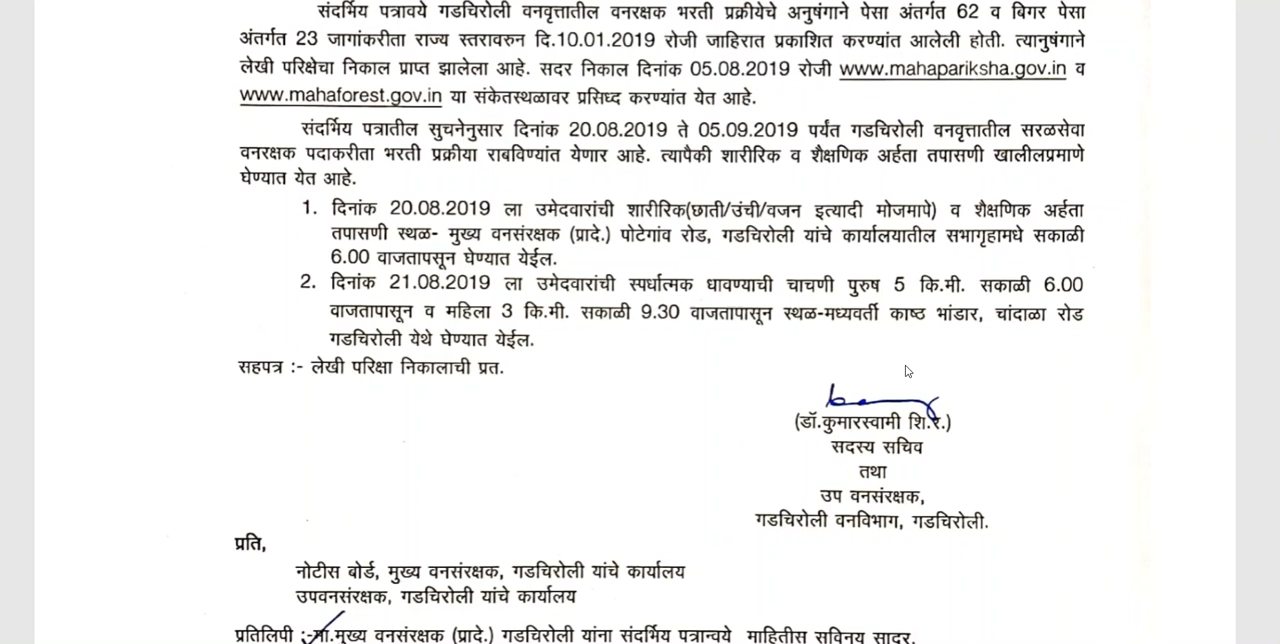 संदर्भिय पत्रावये गडचिरोली वनवृत्तातील वनरक्षक भरती प्रक्रीयेचे अनुषंगाने पेसा अंतर्गत 62 व बिगर पेसा
अंतर्गत 23 जागांकरीता राज्य स्तरावरुन दि.10.01.2019 रोजी जाहिरात प्रकाशित करण्यांत आलेली होती. त्यानुषंगाने
लेखी परिक्षेचा निकाल प्राप्त झालेला आहे. सदर निकाल दिनांक 05.08.2019 रोजी www.mahapariksha.gov.in व
www.mahaforest.gov.in या संकेतस्थळावर प्रसिध्द करण्यांत येत आहे.
संदर्भिय पत्रातील सुचनेनुसार दिनांक 20.08.2019 ते 05.09.2019 पर्यंत गडचिरोली वनवृत्तातील सरळसेवा
वनरक्षक पदाकरीता भरती प्रक्रीया राबविण्यांत येणार आहे. त्यापैकी शारीरिक व शैक्षणिक अर्हता तपासणी खालीलप्रमाणे
घेण्यात येत आहे.
1. दिनांक 20.08.2019 ला उमेदवारांची शारीरिक(छाती/उंची/वजन इत्यादी मोजमापे) व शैक्षणिक अर्हता
तपासणी स्थळ- मुख्य वनसंरक्षक (प्रादे.) पोटेगांव रोड, गडचिरोली यांचे कार्यालयातील सभागृहामधे सकाळी
6.00 वाजतापासून घेण्यात येईल.
2. दिनांक 21.08.2019 ला उमेदवारांची स्पर्धात्मक धावण्याची चाचणी पुरुष 5 कि.मी. सकाळी 6.00
वाजतापासून व महिला 3 कि.मी. सकाळी 9.30 वाजतापासून स्थळ-मध्यवर्ती काष्ठ भांडार, चांदाळा रोड
गडचिरोली येथे घेण्यात येईल.
सहपत्र :- लेखी परिक्षा निकालाची प्रत.
(डॉ.कुमारस्वामी शि.र.)
सदस्य सचिव
तथा
उप वनसंरक्षक,
गडचिरोली वनविभाग, गडचिरोली.
प्रति,
नोटीस बोर्ड, मुख्य वनसंरक्षक, गडचिरोली यांचे कार्यालय
उपवनसंरक्षक, गडचिरोली यांचे कार्यालय
प्रतिलिपी :-मा.मुख्य वनसंरक्षक (प्रादे.) गडचिरोली यांना संदर्भिय पत्रान्वये माहितीस सविनय सादर.